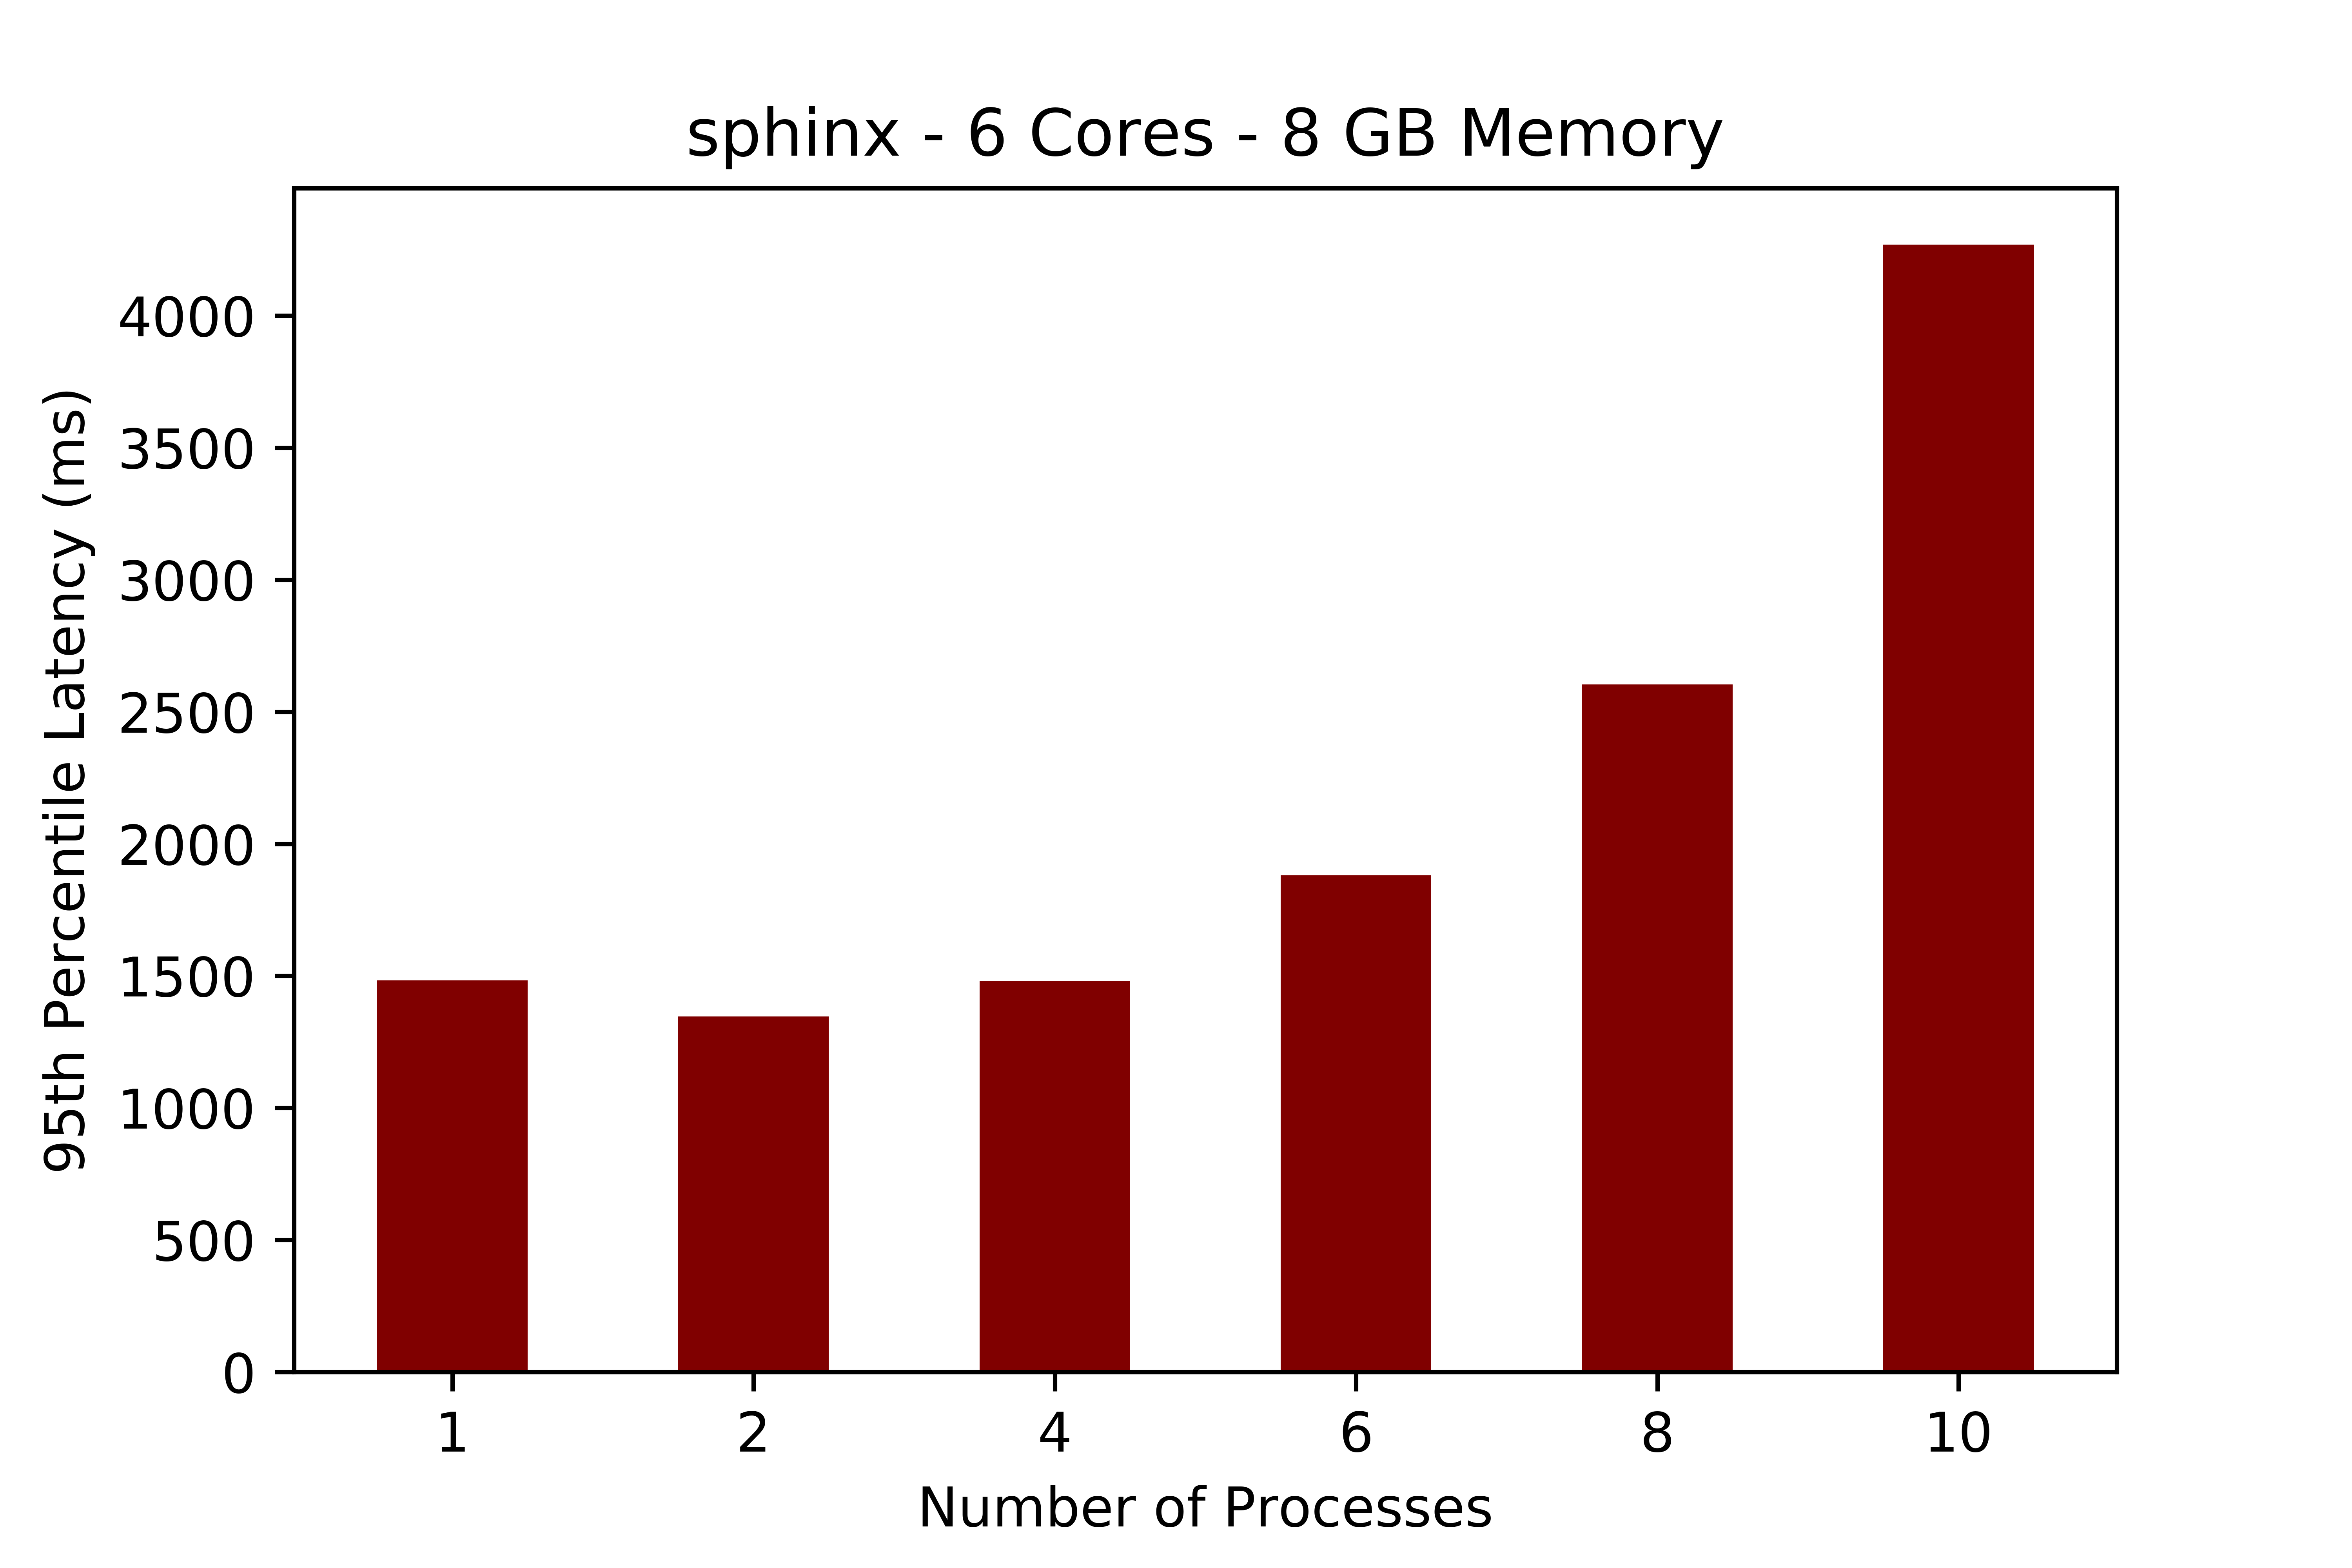 sphinx - 6 Cores - 8 GB Memory
95th Percentile Latency (ms)
4000
3500
3000
2500
2000
1500
1000
500
0
1 2 4 6 8 10
Number of Processes